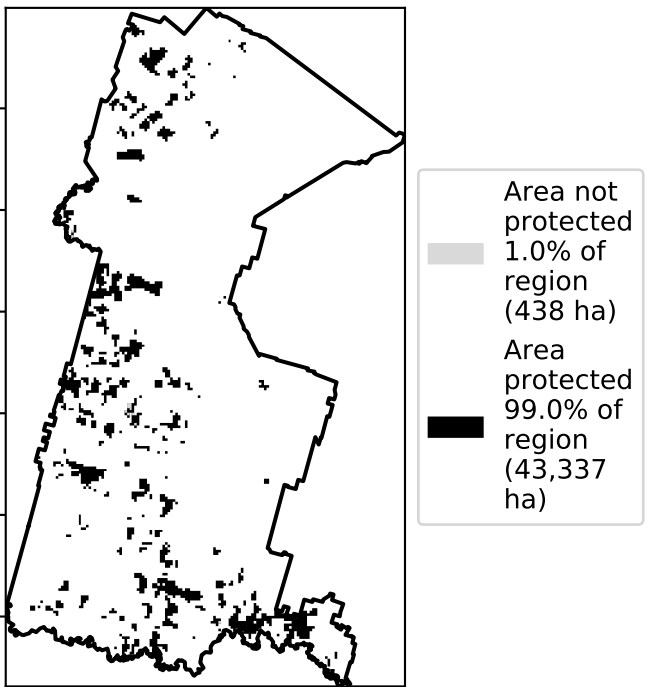 Area not
protected
1.0% of
region
(438 ha)
Area
protected
99.0% of
region
(43,337
ha)